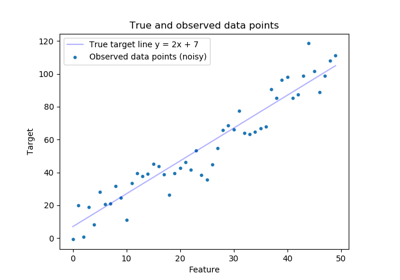 True and observed data points
True target line y = 2x + 7
Observed data points (noisy)
120
100
80
60
40
20
0
Target
0
10
20
30
40
50
Feature